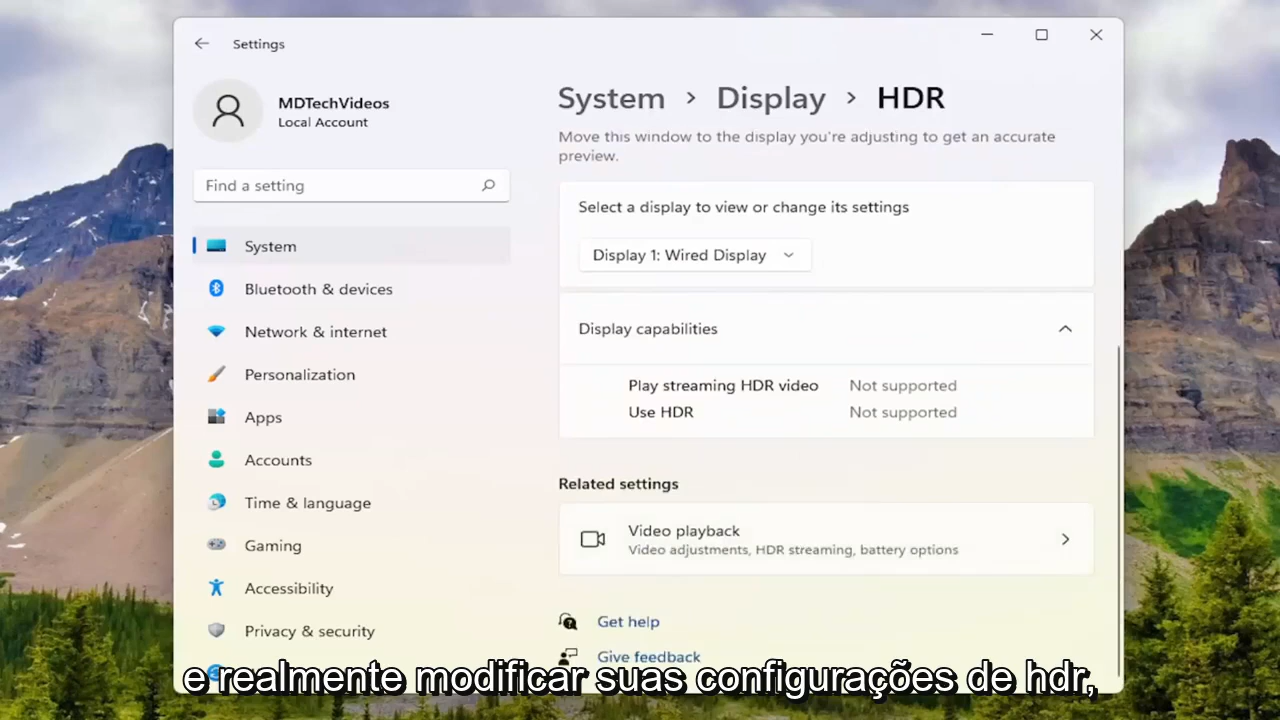 Settings
MDTechVideos
Local Account
Find a setting
System
Bluetooth & devices
Network & internet
Personalization
Apps
Accounts
Time & language
Gaming
Accessibility
Privacy & security
System > Display > HDR
Move this window to the display you're adjusting to get an accurate
preview.
Select a display to view or change its settings
Display 1: Wired Display
Display capabilities
Play streaming HDR video Not supported
Use HDR Not supported
Related settings
Video playback
Video adjustments, HDR streaming, battery options
Get help
Give feedback
e realmente modificar suas configurações de hdr,